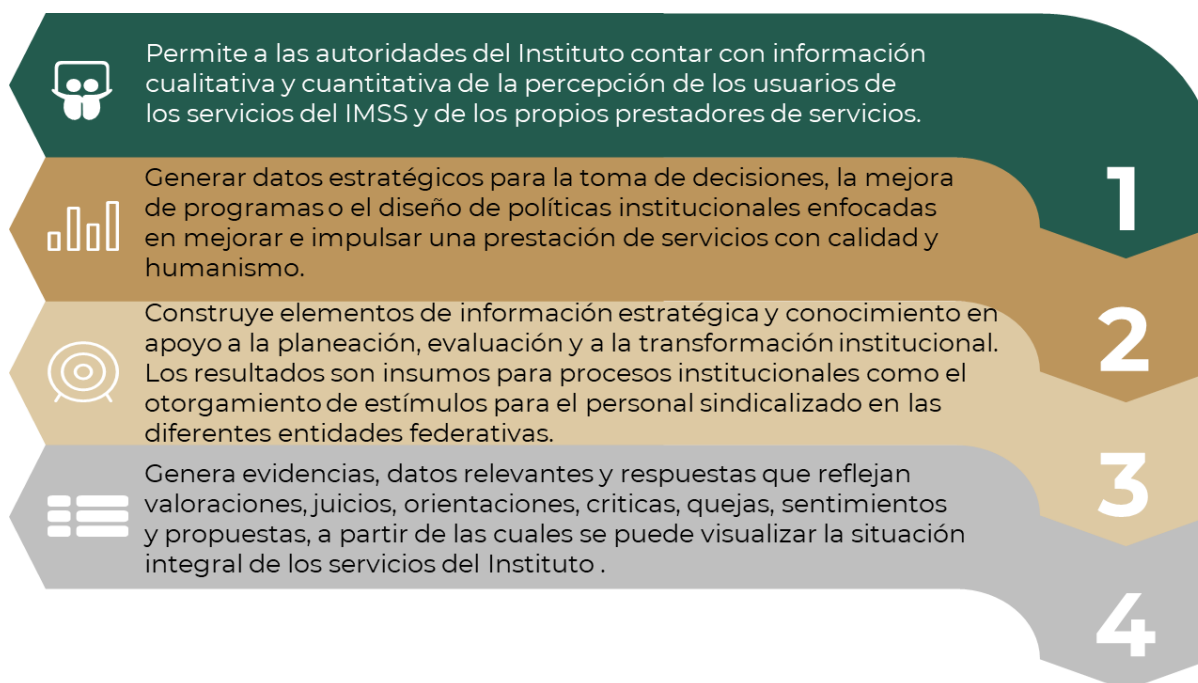 Permite a las autoridades del Instituto contar con información
cualitativa y cuantitativa de la percepción de los usuarios de
los servicios del IMSS y de los propios prestadores de servicios.
1
Generar datos estratégicos para la toma de decisiones, la mejora
de programas o el diseño de políticas institucionales enfocadas
en mejorar e impulsar una prestación de servicios con calidad y
humanismo.
2
Construye elementos de información estratégica y conocimiento en
apoyo a la planeación, evaluación y a la transformación institucional.
Los resultados son insumos para procesos institucionales como el
otorgamiento de estímulos para el personal sindicalizado en las
diferentes entidades federativas.
3
Genera evidencias, datos relevantes y respuestas que reflejan
valoraciones, juicios, orientaciones, criticas, quejas, sentimientos
y propuestas, a partir de las cuales se puede visualizar la situación
integral de los servicios del Instituto .
4